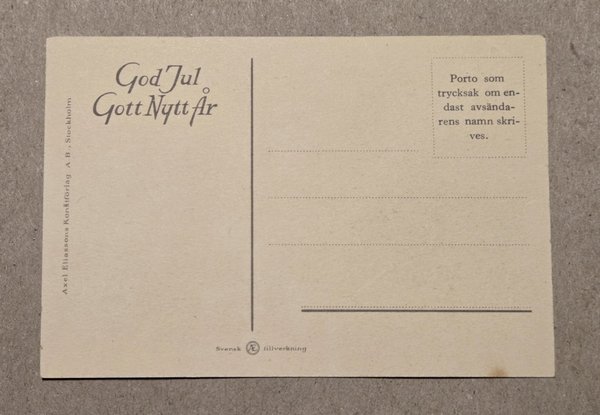 God Jul
Gott Nytt År
Porto som
trycksak om en-
dast avsända-
rens namn skri-
ves.
Axel Eliassons Konstförlag A. B., Stockholm
Svensk Æ tillverkning